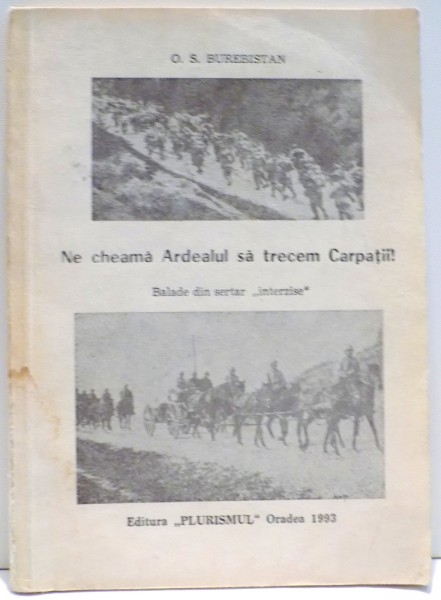 O. S. BUREBISTAN
Ne cheamă Ardealul să trecem Carpații!
Balade din sertar „interzise“
Editura „PLURISMUL“ Oradea 1993